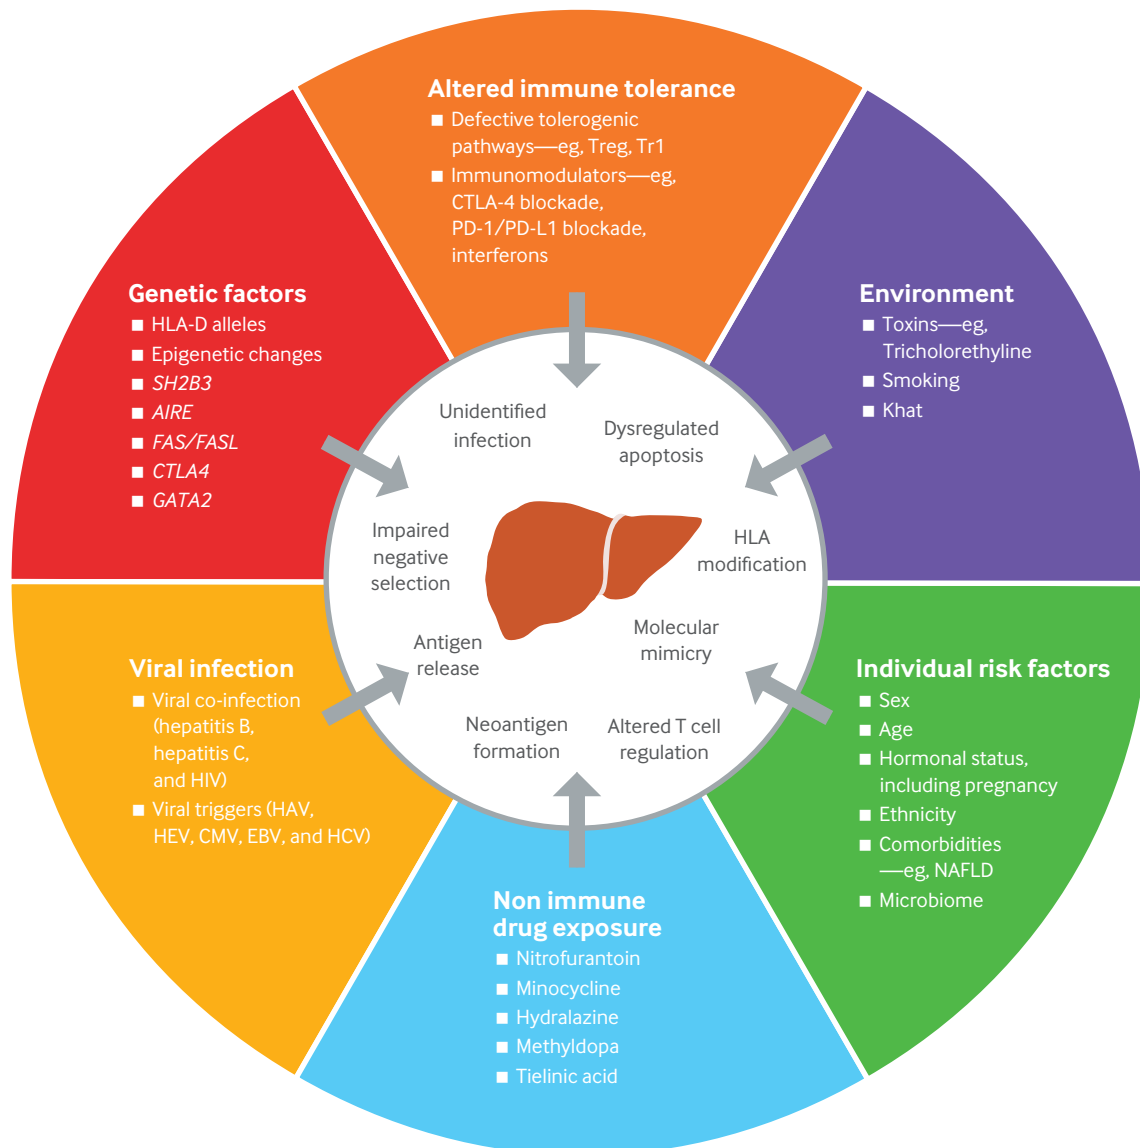 Altered immune tolerance
■ Defective tolerogenic
pathways—eg, Treg, Tr1
■ Immunomodulators—eg,
CTLA-4 blockade,
PD-1/PD-L1 blockade,
interferons
Genetic factors
■ HLA-D alleles
■ Epigenetic changes
■ SH2B3
■ AIRE
■ FAS/FASL
■ CTLA4
■ GATA2
Environment
■ Toxins—eg,
Tricholorethyline
■ Smoking
■ Khat
Unidentified
infection
Dysregulated
apoptosis
Impaired
negative
selection
HLA
modification
Antigen
release
Molecular
mimicry
Neoantigen
formation
Altered T cell
regulation
Viral infection
■ Viral co-infection
(hepatitis B,
hepatitis C,
and HIV)
■ Viral triggers (HAV,
HEV, CMV, EBV, and HCV)
Individual risk factors
■ Sex
■ Age
■ Hormonal status,
including pregnancy
■ Ethnicity
■ Comorbidities
—eg, NAFLD
■ Microbiome
Non immune
drug exposure
■ Nitrofurantoin
■ Minocycline
■ Hydralazine
■ Methyldopa
■ Tielinic acid